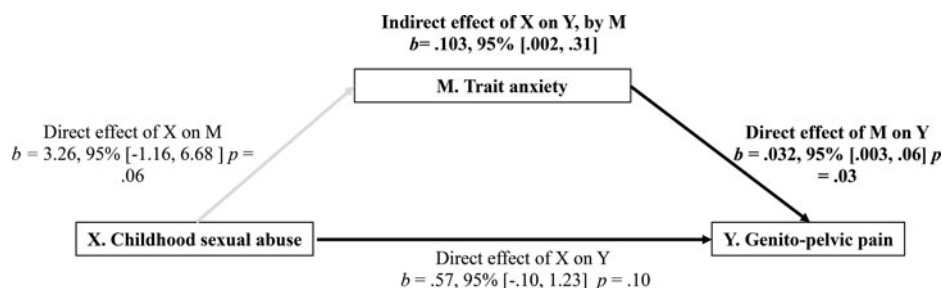 Indirect effect of X on Y, by M
b= .103, 95% [.002, .31]
M. Trait anxiety
Direct effect of X on M
b = 3.26, 95% [-1.16, 6.68 ] p =
.06
Direct effect of M on Y
b = .032, 95% [.003, .06] p
= .03
X. Childhood sexual abuse
Y. Genito-pelvic pain
Direct effect of X on Y
b = .57, 95% [-.10, 1.23]  p = .10